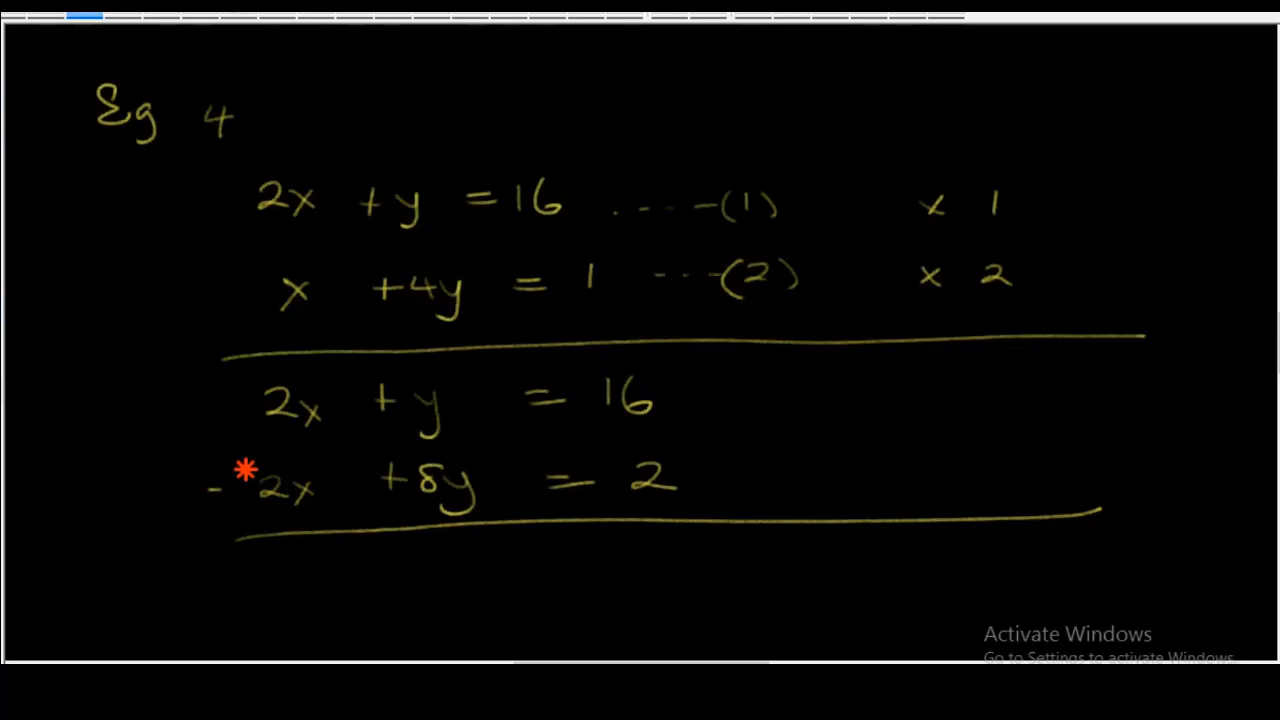 Eg 4
2x + y = 16 . - - - -(1) x 1
x + 4y = 1 - - - -(2) x 2
2x + y = 16
- 2x + 8y = 2
Activate Windows
Go to Settings to activate Windows.